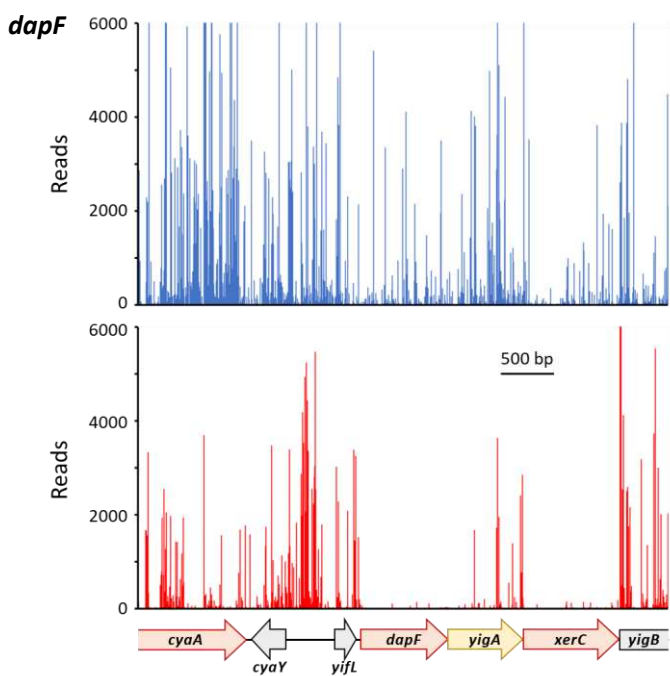 dapF
6000
4000
2000
0
Reads
6000
4000
2000
0
Reads
500 bp
cyaA
cyaY
yifL
dapF
yigA
xerC
yigB